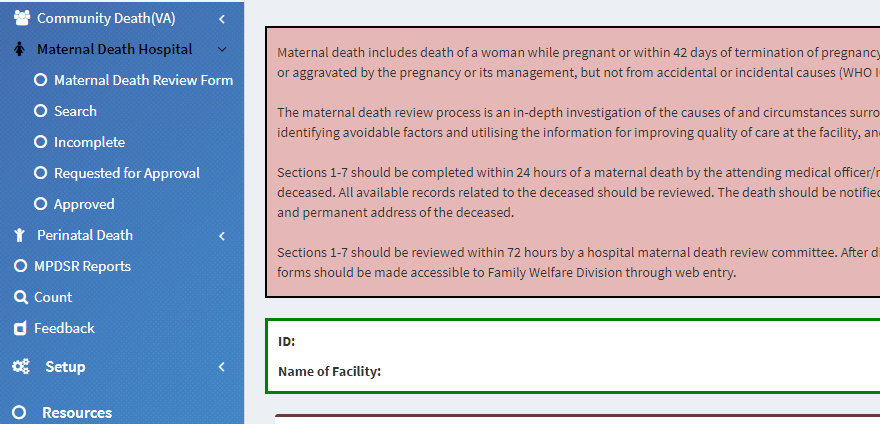 Community Death(VA)
Maternal Death Hospital
Maternal Death Review Form
Search
Incomplete
Requested for Approval
Approved
Perinatal Death
MPDSR Reports
Count
Feedback
Setup
Resources
Maternal death includes death of a woman while pregnant or within 42 days of termination of pregnancy
or aggravated by the pregnancy or its management, but not from accidental or incidental causes (WHO
The maternal death review process is an in-depth investigation of the causes of and circumstances
identifying avoidable factors and utilising the information for improving quality of care at the facility,
Sections 1-7 should be completed within 24 hours of a maternal death by the attending medical
deceased. All available records related to the deceased should be reviewed. The death should be notified
and permanent address of the deceased.
Sections 1-7 should be reviewed within 72 hours by a hospital maternal death review committee. After
forms should be made accessible to Family Welfare Division through web entry.
ID:
Name of Facility: